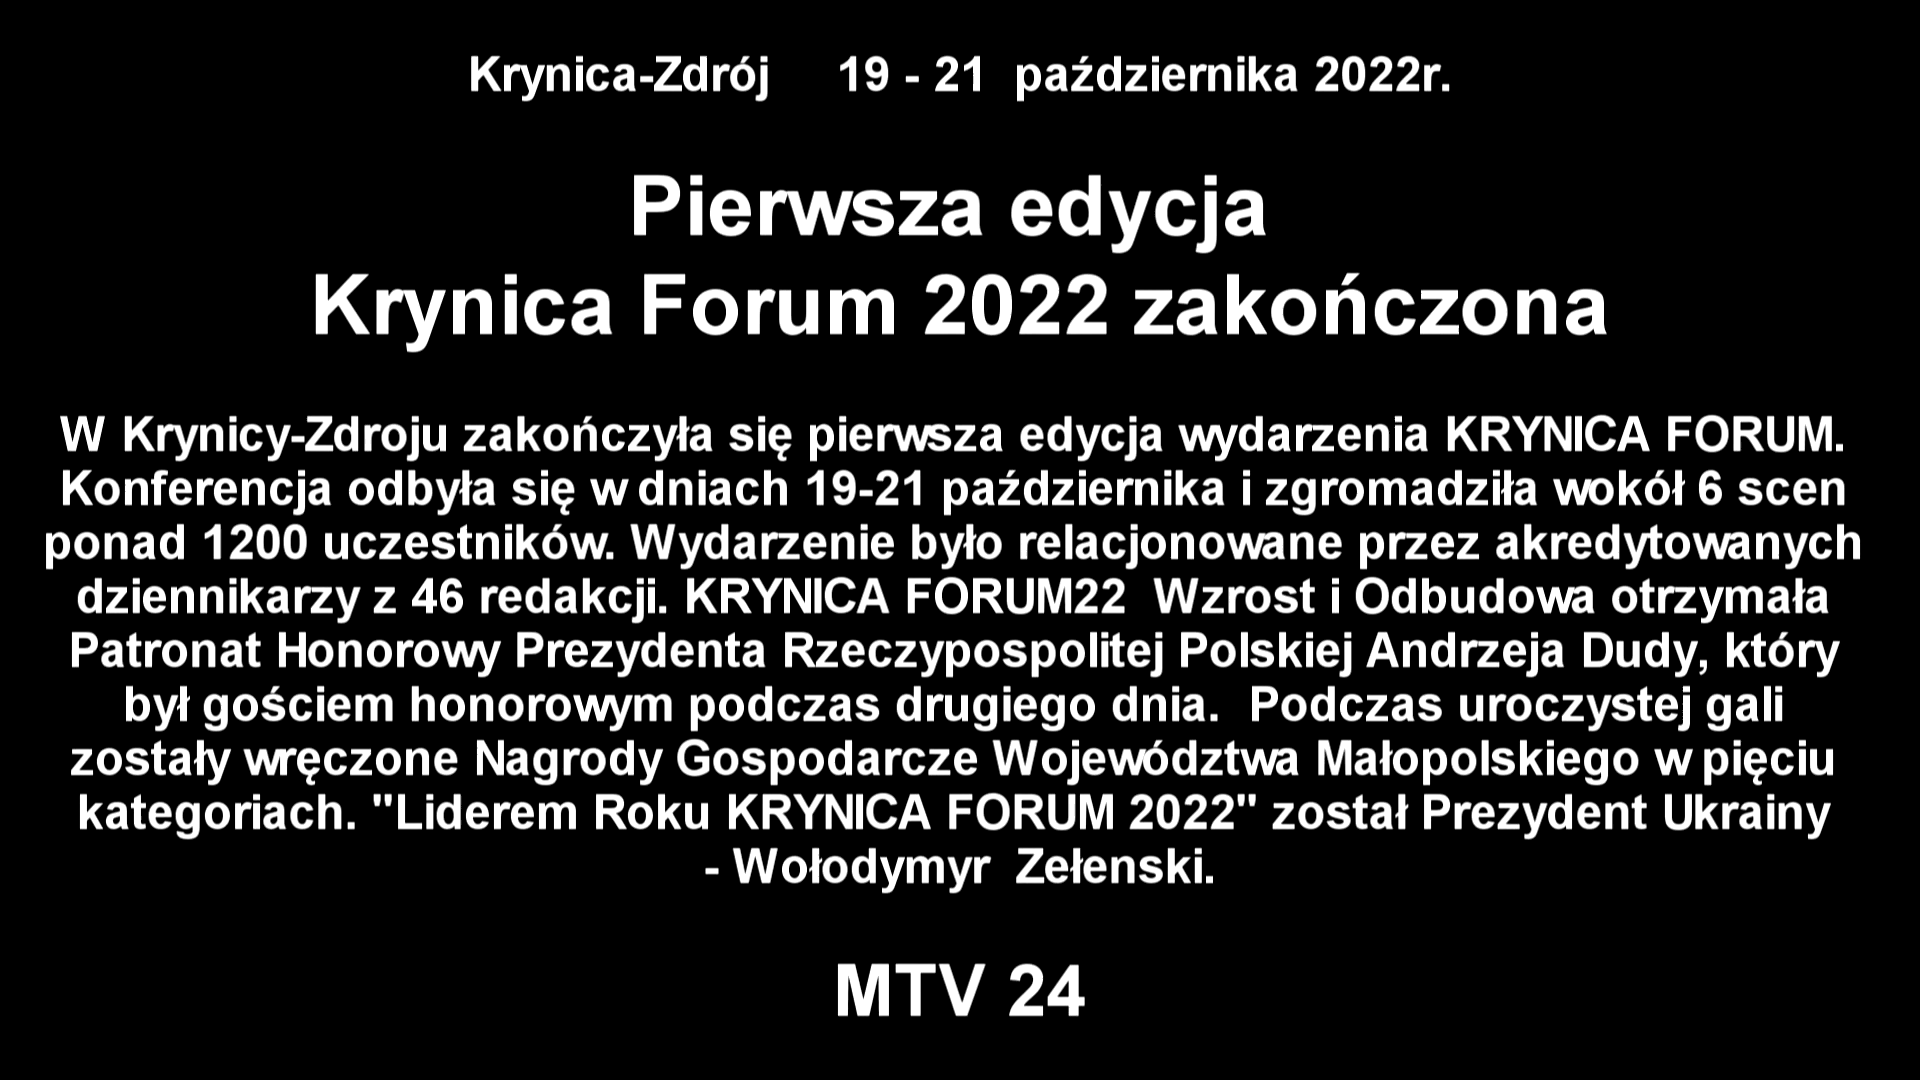 Krynica-Zdrój 19 - 21 października 2022r.
Pierwsza edycja
Krynica Forum 2022 zakończona
W Krynicy-Zdroju zakończyła się pierwsza edycja wydarzenia KRYNICA FORUM.
Konferencja odbyła się w dniach 19-21 października i zgromadziła wokół 6 scen
ponad 1200 uczestników. Wydarzenie było relacjonowane przez akredytowanych
dziennikarzy z 46 redakcji. KRYNICA FORUM22 Wzrost i Odbudowa otrzymała
Patronat Honorowy Prezydenta Rzeczypospolitej Polskiej Andrzeja Dudy, który
był gościem honorowym podczas drugiego dnia. Podczas uroczystej gali
zostały wręczone Nagrody Gospodarcze Województwa Małopolskiego w pięciu
kategoriach. "Liderem Roku KRYNICA FORUM 2022" został Prezydent Ukrainy
- Wołodymyr Zełenski.
MTV 24